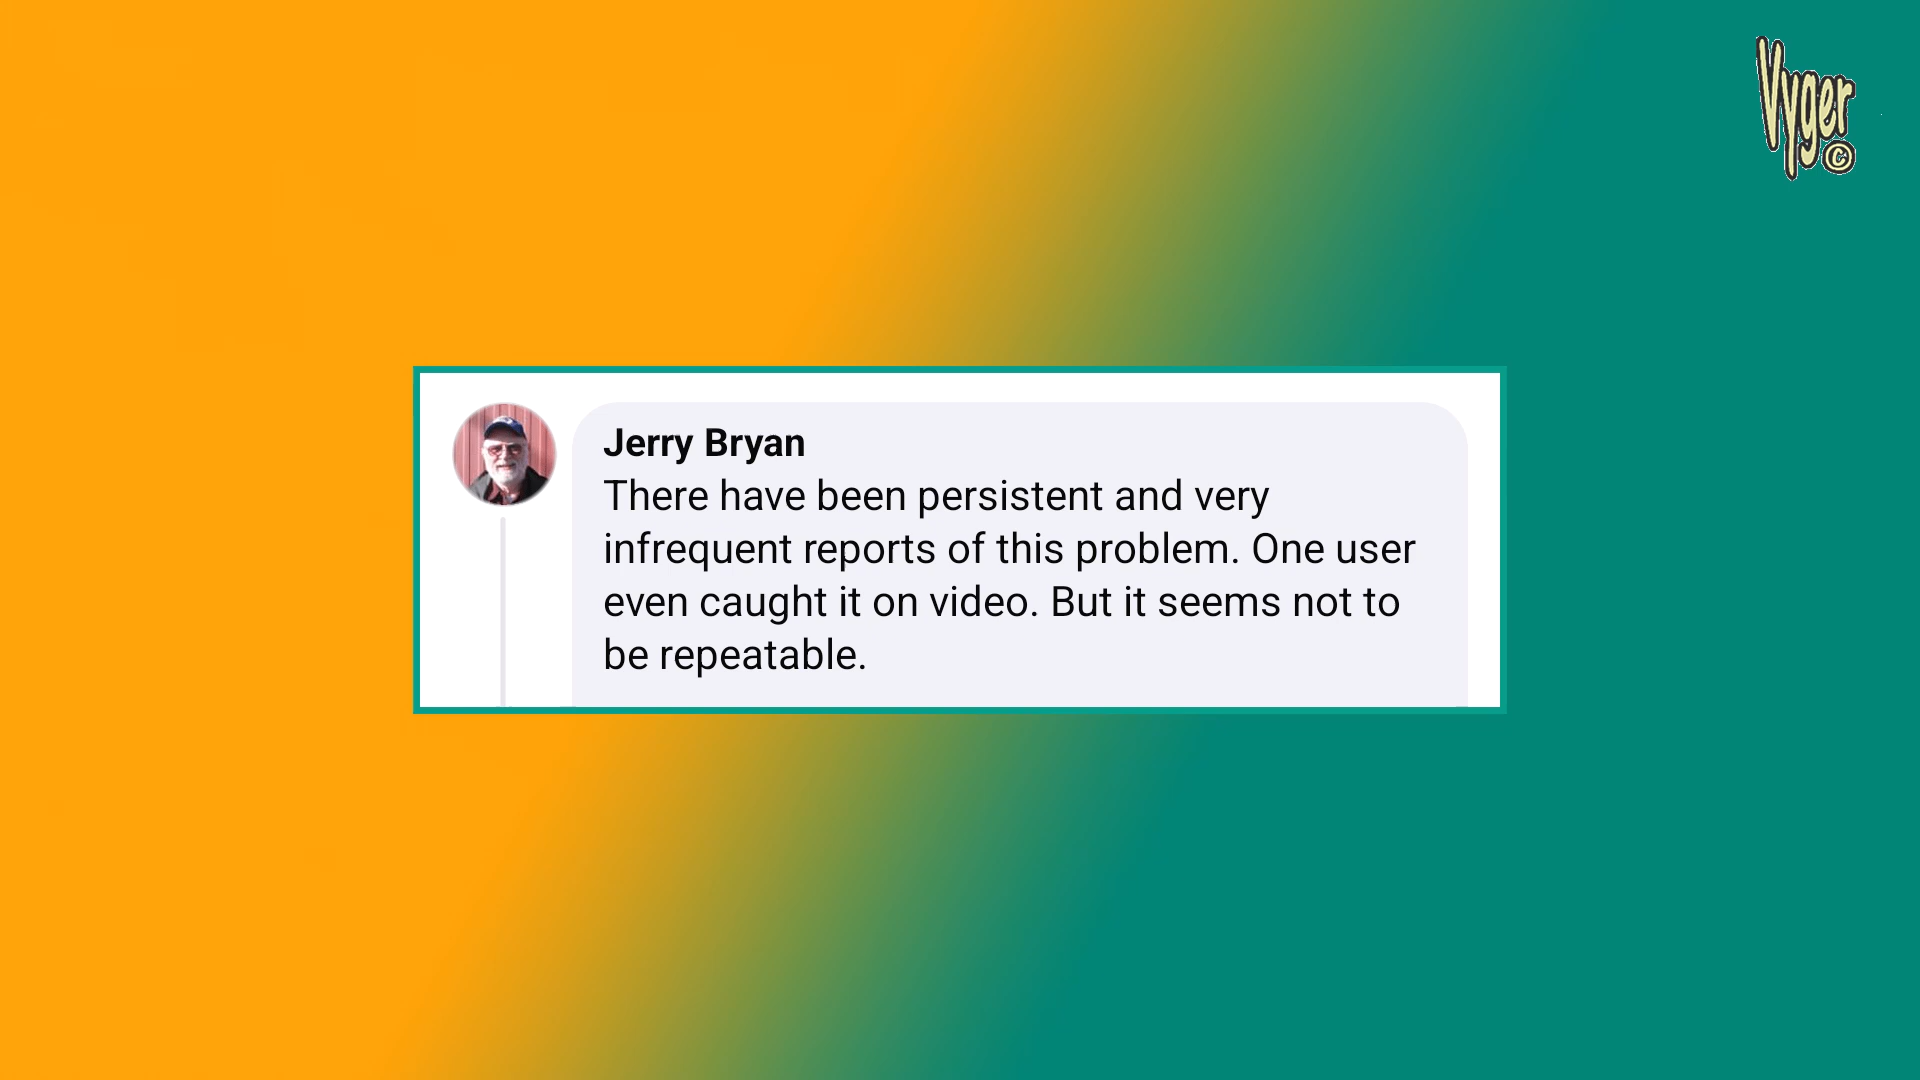 Vyger
©
Jerry Bryan
There have been persistent and very
infrequent reports of this problem. One user
even caught it on video. But it seems not to
be repeatable.